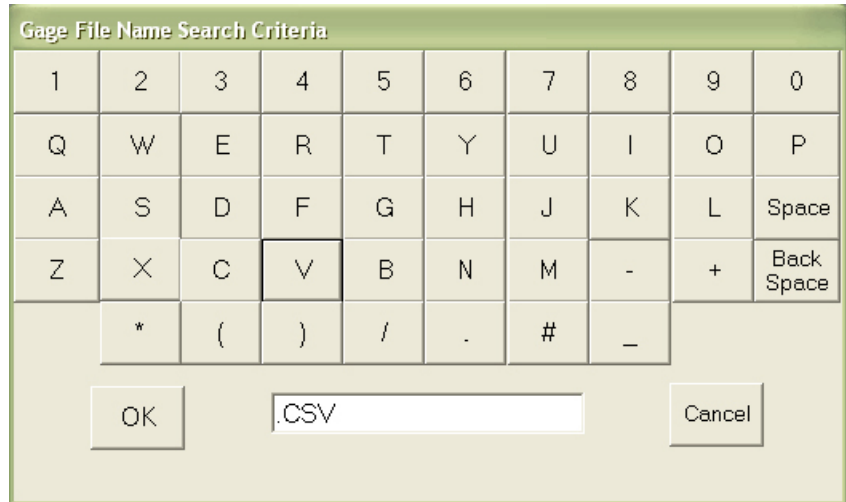 Gage File Name Search Criteria
1 2 3 4 5 6 7 8 9 0
Q W E R T Y U I O P
A S D F G H J K L Space
Z X C V B N M - + Back Space
* ( ) / . # _
OK .CSV Cancel